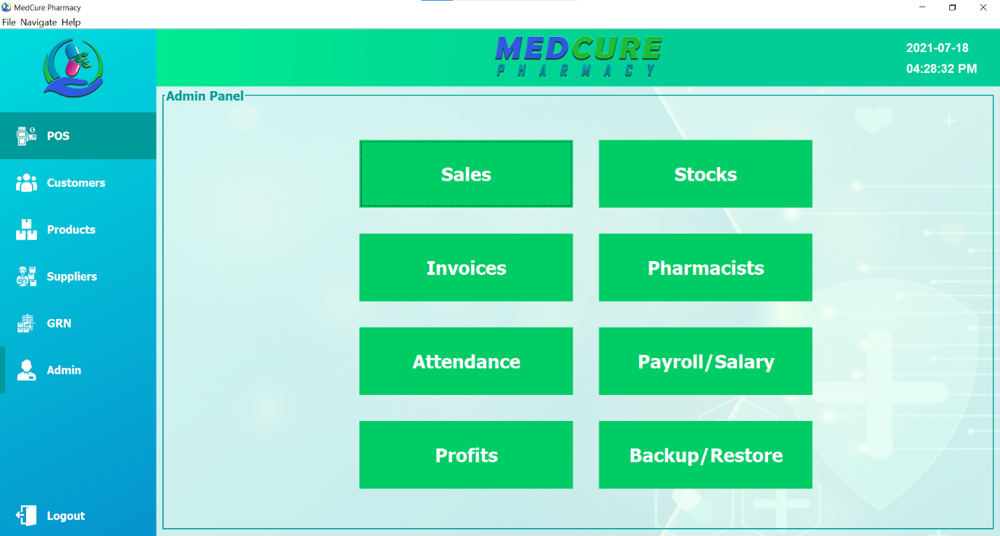 MedCure Pharmacy
File Navigate Help
MEDCURE
PHARMACY
2021-07-18
04:28:32 PM
POS
Customers
Products
Suppliers
GRN
Admin
Logout
Admin Panel
Sales
Stocks
Invoices
Pharmacists
Attendance
Payroll/Salary
Profits
Backup/Restore